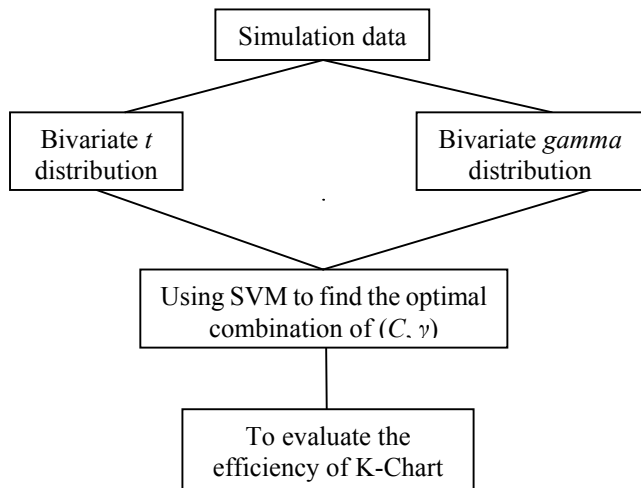 Simulation data
Bivariate t
distribution
Bivariate gamma
distribution
Using SVM to find the optimal
combination of (C, γ)
To evaluate the
efficiency of K-Chart